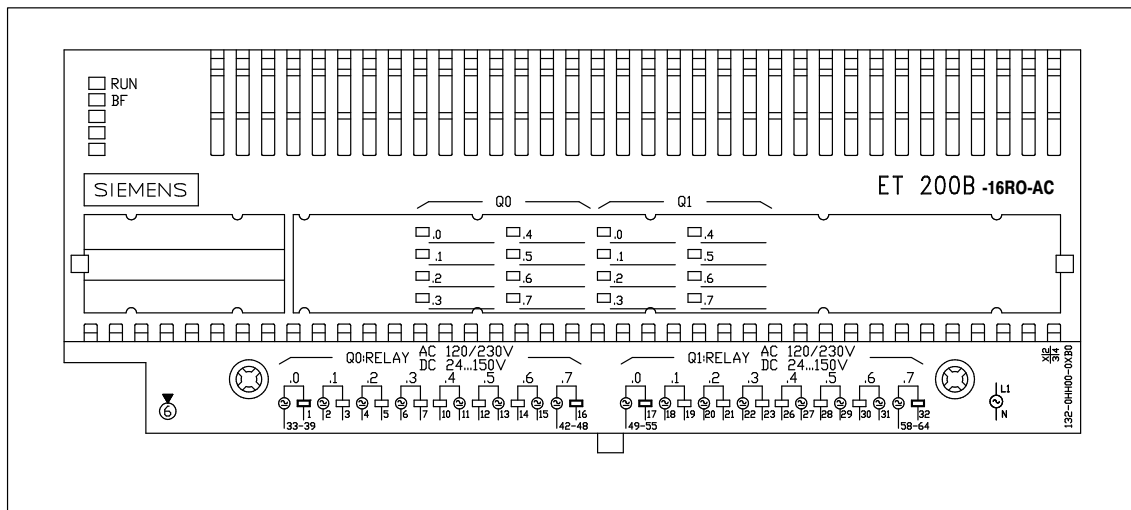 RUN
BF
SIEMENS
ET 200B -16RO-AC
Q0 Q1
.0 .4 .0 .4
.1 .5 .1 .5
.2 .6 .2 .6
.3 .7 .3 .7
Q0:RELAY AC 120/230V Q1:RELAY AC 120/230V
DC 24...150V DC 24...150V
.0 .1 .2 .3 .4 .5 .6 .7 .0 .1 .2 .3 .4 .5 .6 .7
L1
6 1 2 3 4 5 6 7 10 11 12 13 14 15 16 17 18 19 20 21 22 23 26 27 28 29 30 31 32 N
33-39 42-48 49-55 58-64
X12
314
132-0HH00-0XB0